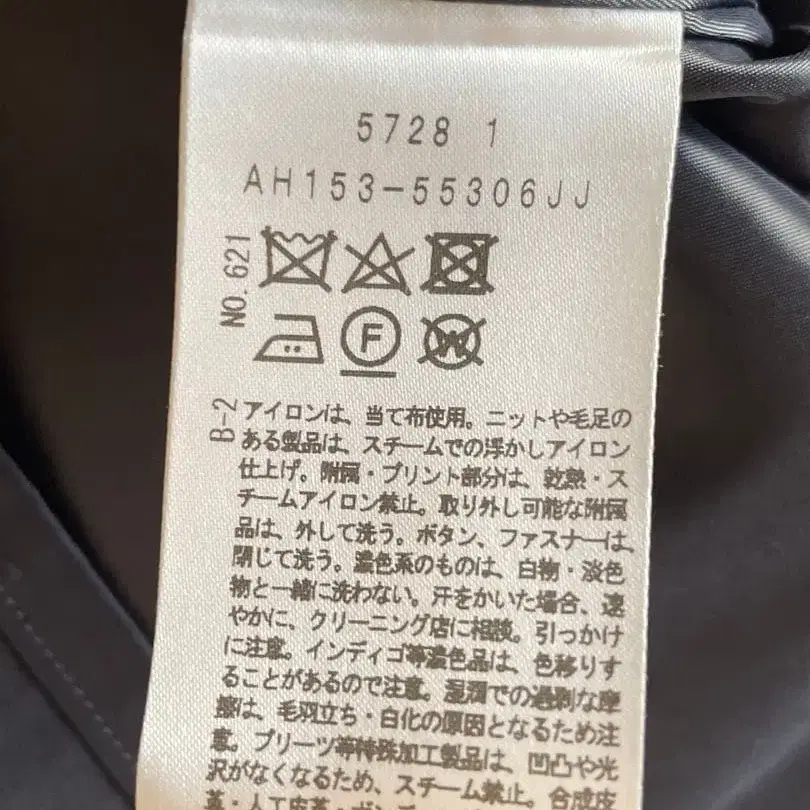 5728 1
AH153-55306JJ
NO.621
F
W
B-2
アイロンは、当て布使用。ニットや毛足の
ある製品は、スチームでの浮かしアイロン
仕上げ。附属・プリント部分は、乾熱・ス
チームアイロン禁止。取り外し可能な附属
品は、外して洗う。ボタン、ファスナーは、
閉じて洗う。濃色系のものは、白物・淡色
物と一緒に洗わない。汗をかいた場合、速
やかに、クリーニング店に相談。引っかけ
に注意。インディゴ等濃色品は、色移りす
ることがあるので注意。湿潤での過剰な摩
擦は、毛羽立ち・白化の原因となるため注
意。プリーツ等特殊加工製品は、凹凸や光
沢がなくなるため、スチーム禁止。合成皮
革・人工皮革・ボンデ